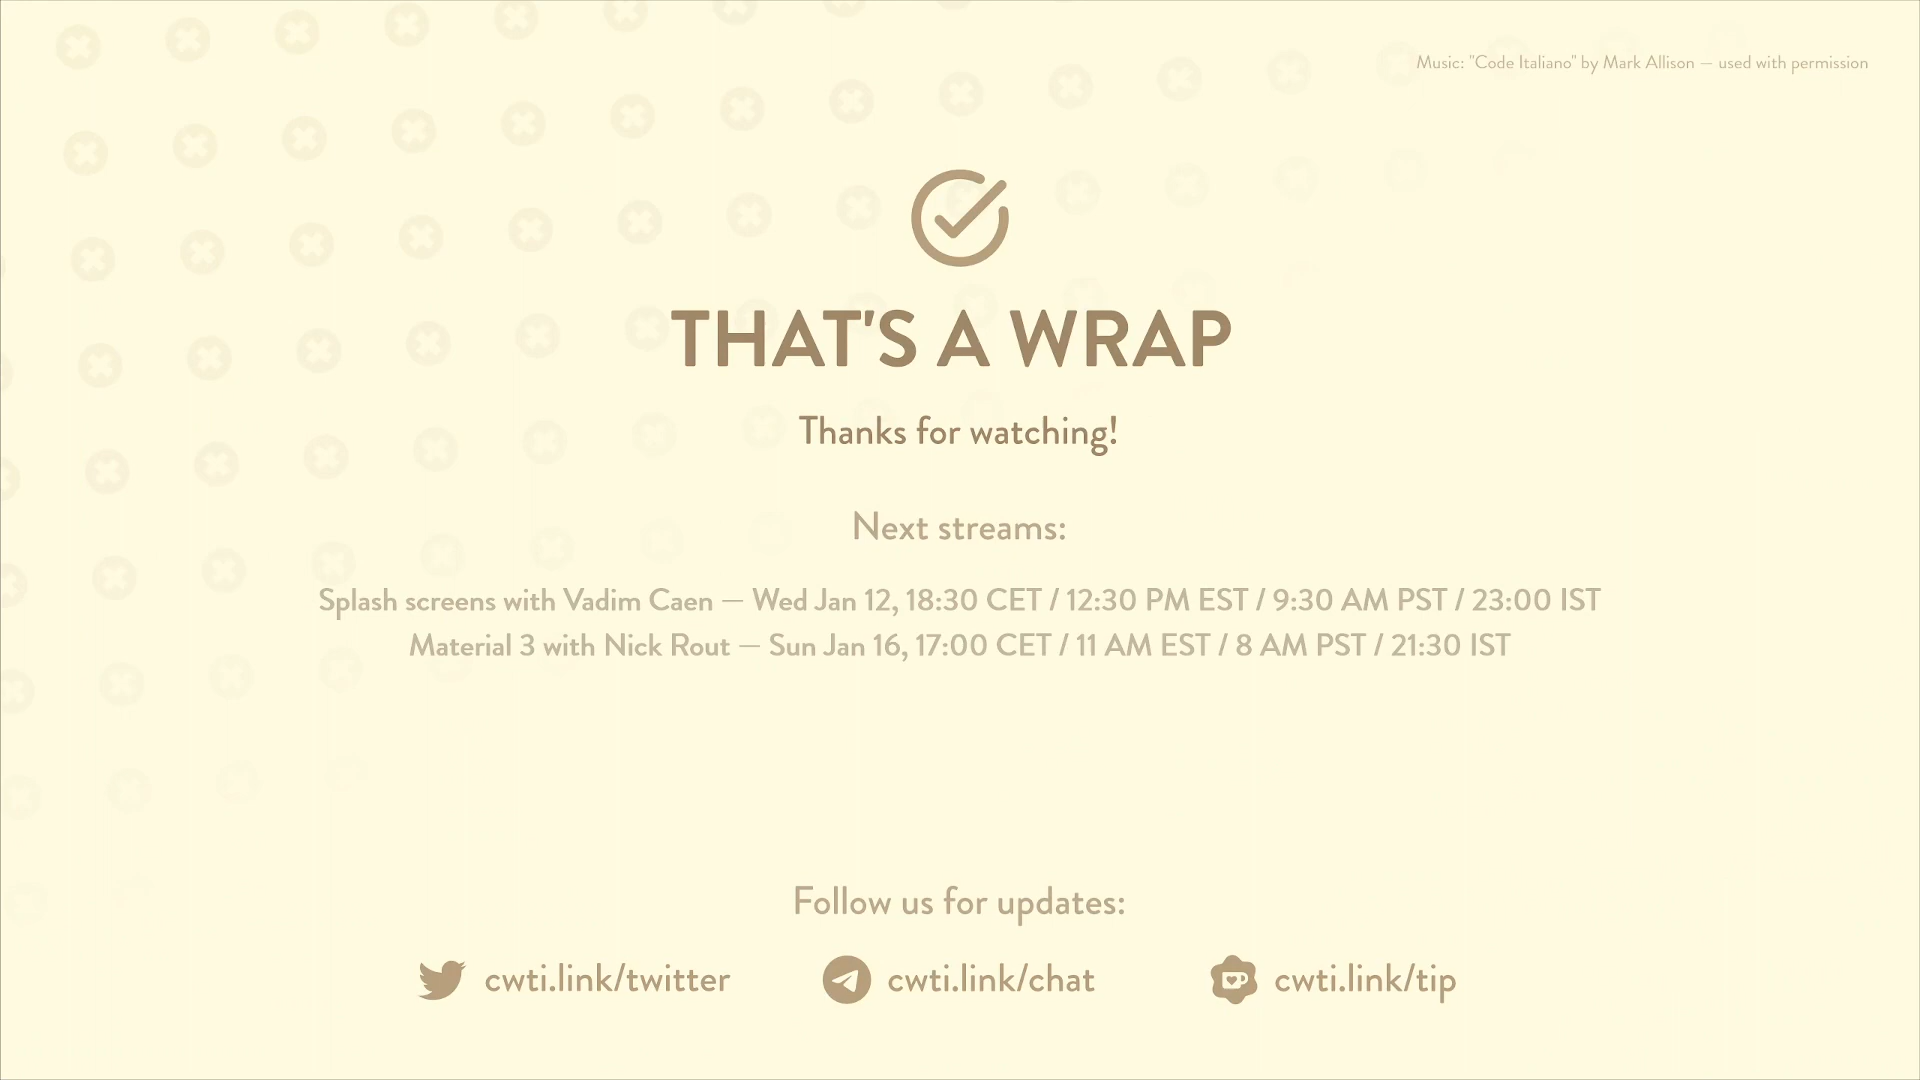 Music: "Code Italiano" by Mark Allison — used with permission
THAT'S A WRAP
Thanks for watching!
Next streams:
Splash screens with Vadim Caen — Wed Jan 12, 18:30 CET / 12:30 PM EST / 9:30 AM PST / 23:00 IST
Material 3 with Nick Rout — Sun Jan 16, 17:00 CET / 11 AM EST / 8 AM PST / 21:30 IST
Follow us for updates:
cwti.link/twitter
cwti.link/chat
cwti.link/tip